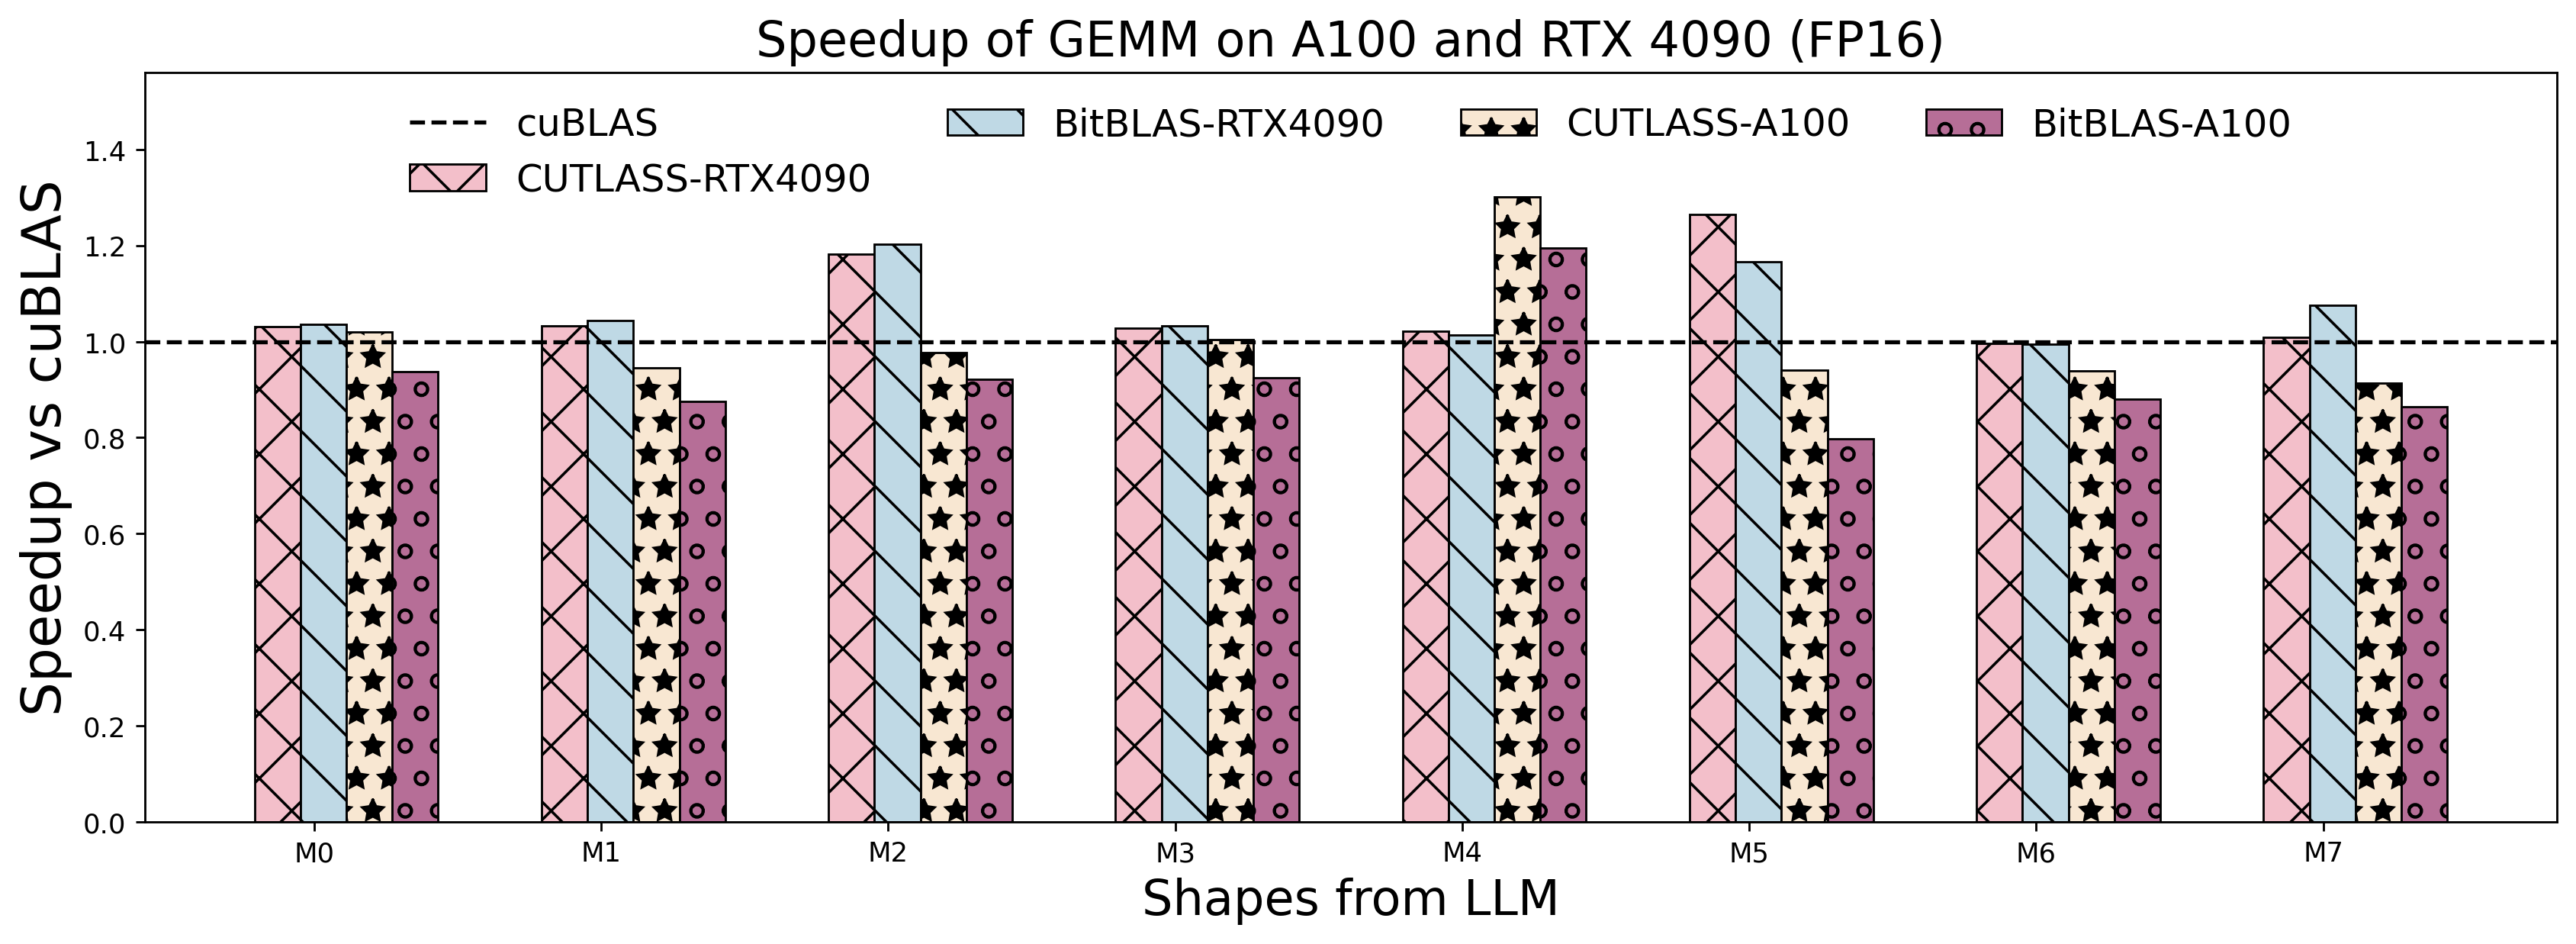 Speedup of GEMM on A100 and RTX 4090 (FP16)
cuBLAS
CUTLASS-RTX4090
BitBLAS-RTX4090
CUTLASS-A100
BitBLAS-A100
Speedup vs cuBLAS
1.4
1.2
1.0
0.8
0.6
0.4
0.2
0.0
M0 M1 M2 M3 M4 M5 M6 M7
Shapes from LLM